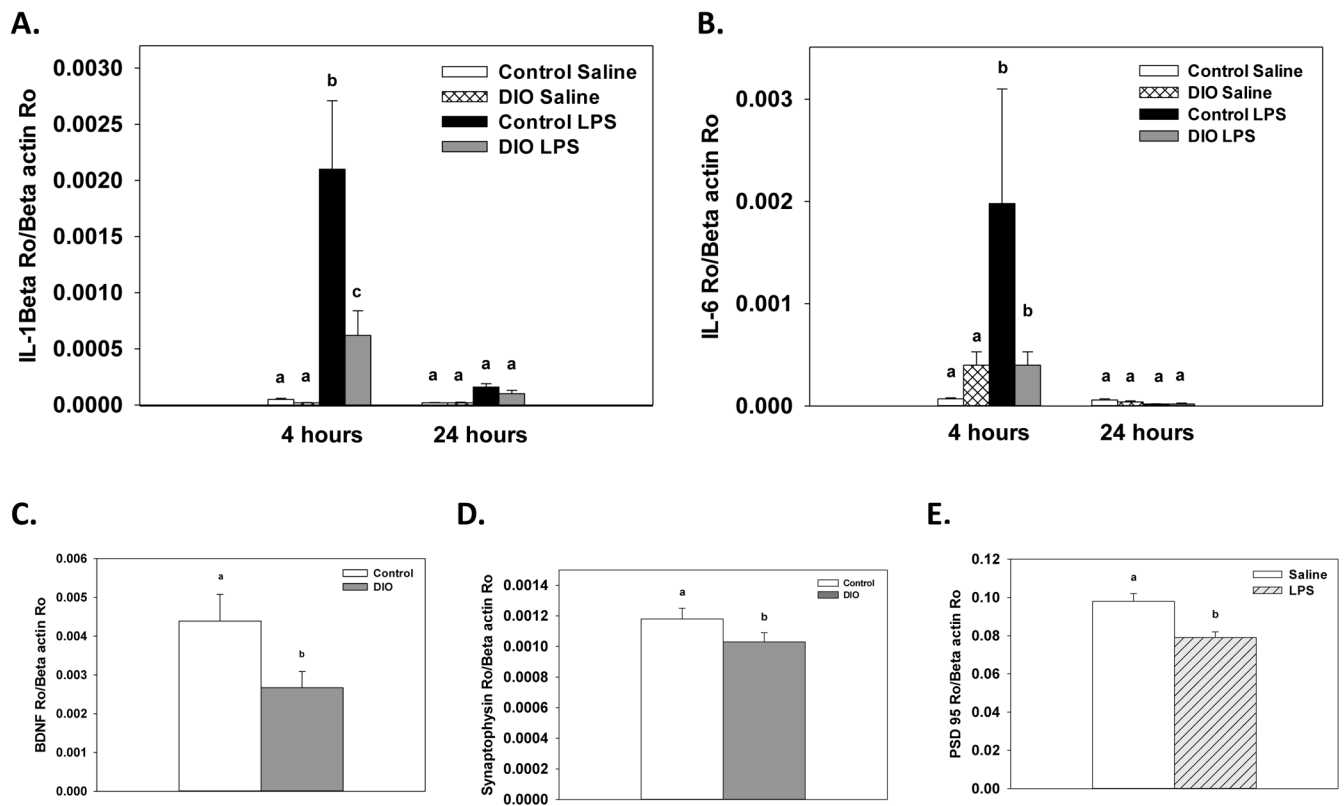 A.
IL-1Beta Ro/Beta actin Ro
0.0030
0.0025
0.0020
0.0015
0.0010
0.0005
0.0000
Control Saline
DIO Saline
Control LPS
DIO LPS
a
a
b
c
a
a
a
a
4 hours
24 hours
B.
IL-6 Ro/Beta actin Ro
0.003
0.002
0.001
0.000
Control Saline
DIO Saline
Control LPS
DIO LPS
a
a
b
b
a
a
a
a
4 hours
24 hours
C.
BDNF Ro/Beta actin Ro
0.006
0.005
0.004
0.003
0.002
0.001
0.000
Control
DIO
a
b
D.
Synaptophysin Ro/Beta actin Ro
0.0014
0.0012
0.0010
0.0008
0.0006
0.0004
0.0002
0.0000
Control
DIO
a
b
E.
PSD 95 Ro/Beta actin Ro
0.12
0.10
0.08
0.06
0.04
0.02
0.00
Saline
LPS
a
b